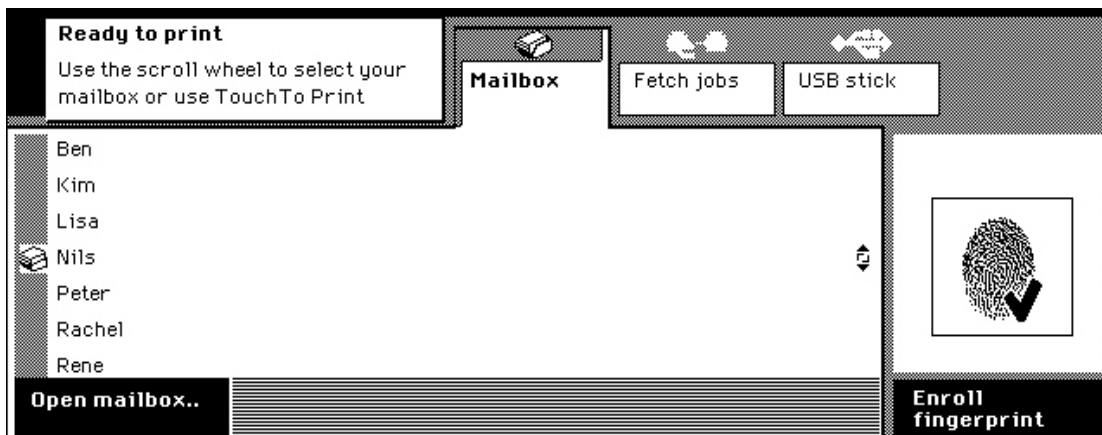 Ready to print
Use the scroll wheel to select your
mailbox or use TouchTo Print
Mailbox
Fetch jobs
USB stick
Ben
Kim
Lisa
Nils
Peter
Rachel
Rene
Open mailbox..
Enroll
fingerprint